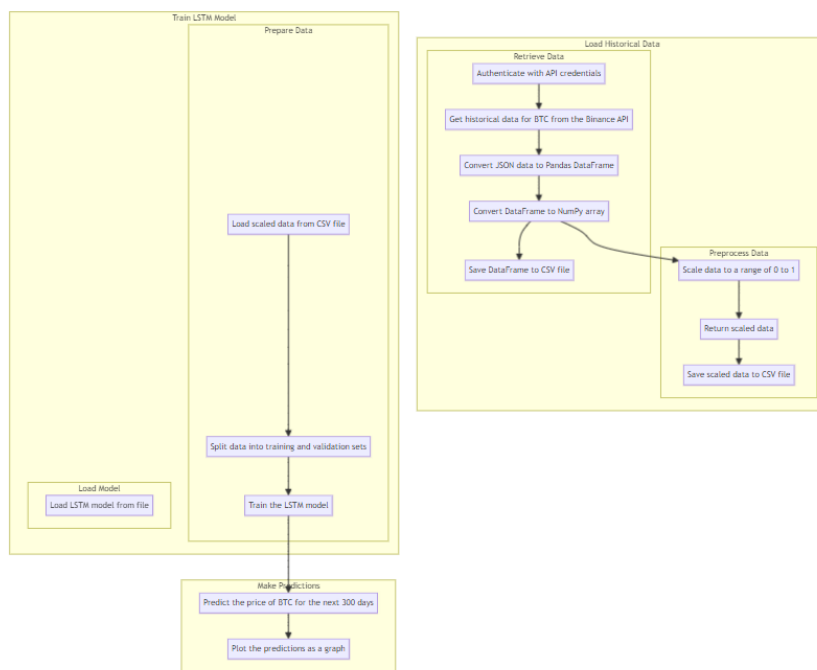 Train LSTM Model
Prepare Data
Load scaled data from CSV file
Split data into training and validation sets
Load Model
Load LSTM model from file
Train the LSTM model
Make Predictions
Predict the price of BTC for the next 300 days
Plot the predictions as a graph
Load Historical Data
Retrieve Data
Authenticate with API credentials
Get historical data for BTC from the Binance API
Convert JSON data to Pandas DataFrame
Convert DataFrame to NumPy array
Save DataFrame to CSV file
Preprocess Data
Scale data to a range of 0 to 1
Return scaled data
Save scaled data to CSV file